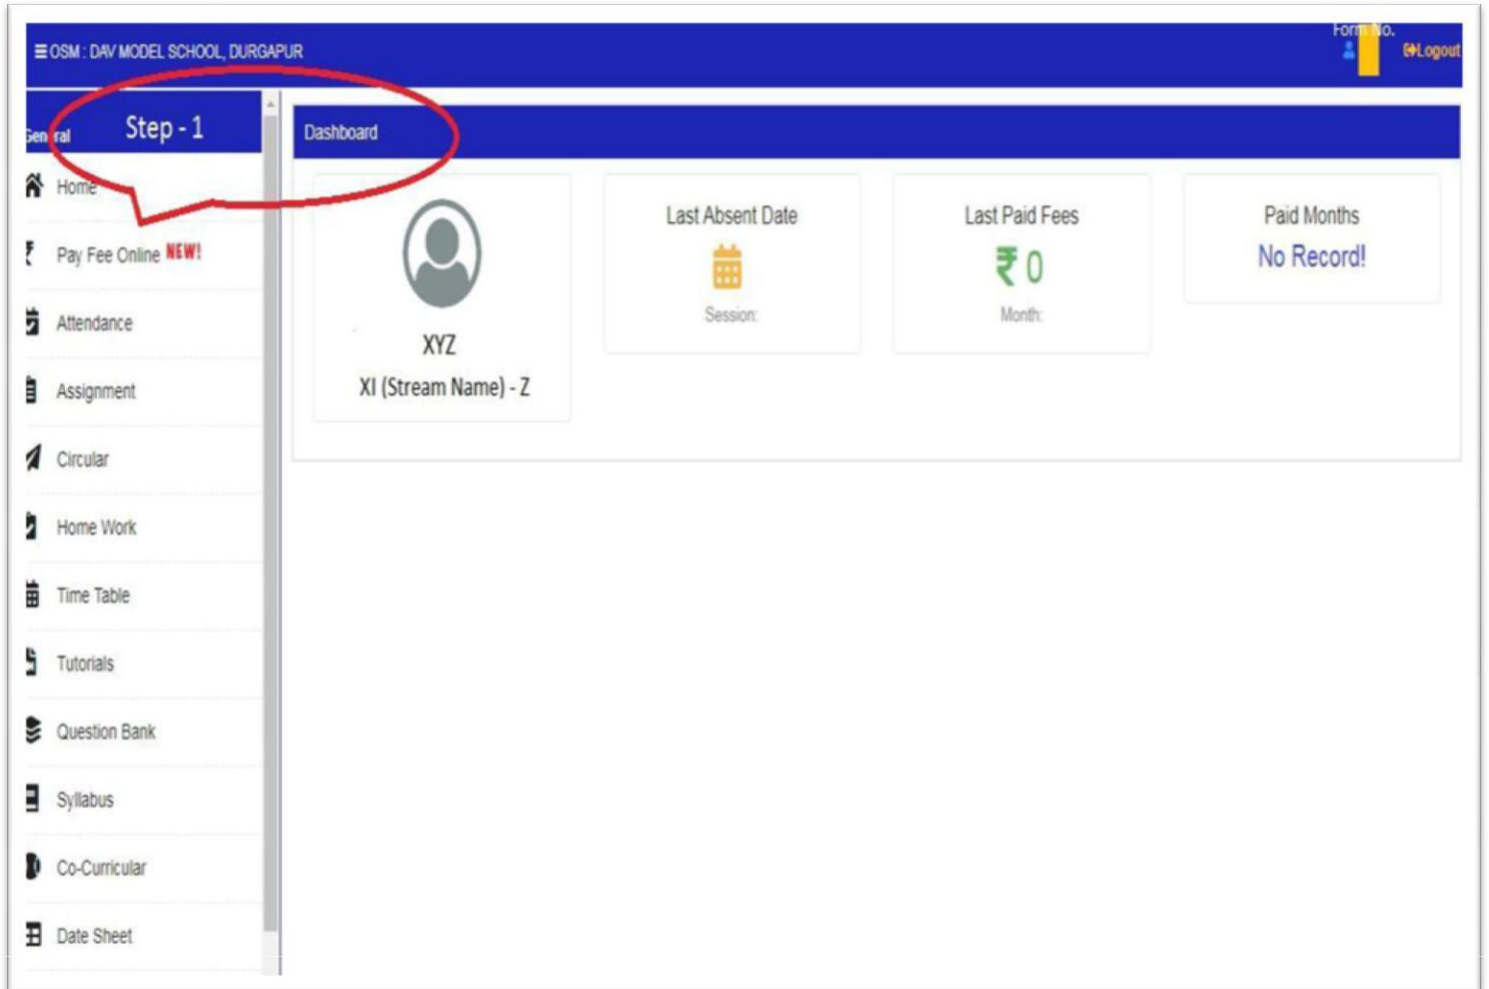 OSM : DAV MODEL SCHOOL, DURGAPUR
Form No.
Logout
General
Step - 1
Dashboard
Home
Pay Fee Online NEW!
Attendance
Assignment
Circular
Home Work
Time Table
Tutorials
Question Bank
Syllabus
Co-Curricular
Date Sheet
XYZ
XI (Stream Name) - Z
Last Absent Date
Session:
Last Paid Fees
₹ 0
Month:
Paid Months
No Record!